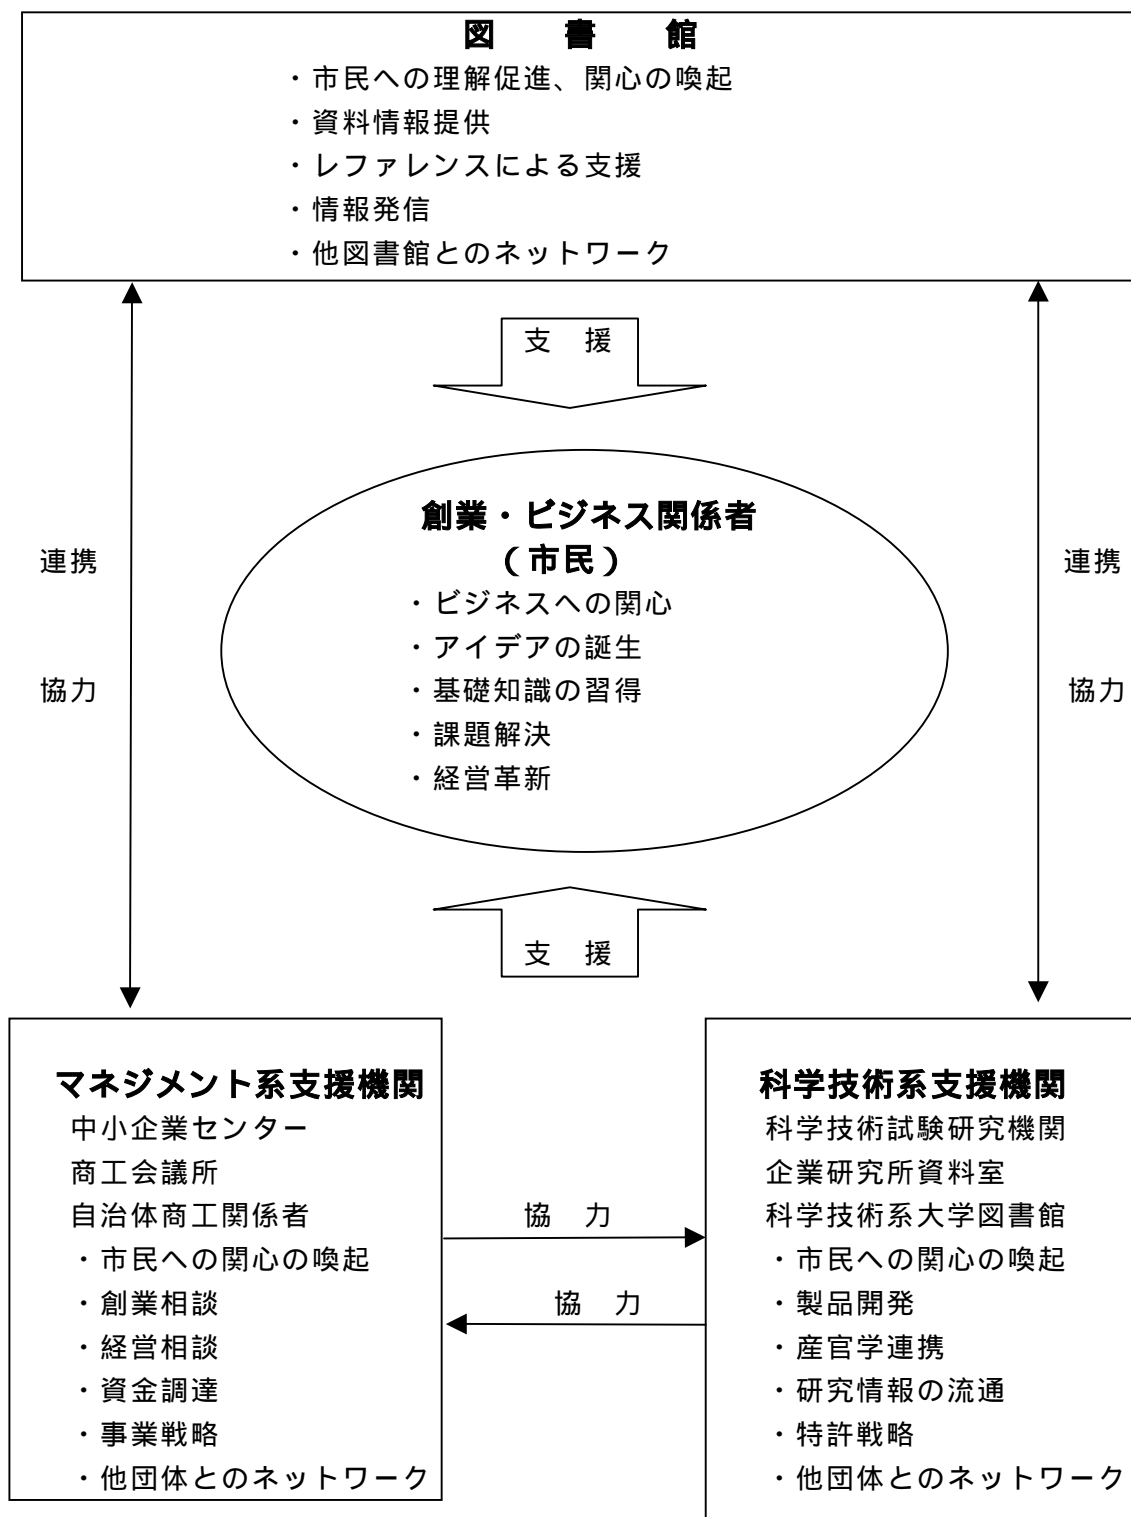 図　書　館
・市民への理解促進、関心の喚起
・資料情報提供
・レファレンスによる支援
・情報発信
・他図書館とのネットワーク
支　援
創業・ビジネス関係者
（市民）
・ビジネスへの関心
・アイデアの誕生
・基礎知識の習得
・課題解決
・経営革新
連携
協力
連携
協力
支　援
マネジメント系支援機関
中小企業センター
商工会議所
自治体商工関係者
・市民への関心の喚起
・創業相談
・経営相談
・資金調達
・事業戦略
・他団体とのネットワーク
協　力
協　力
科学技術系支援機関
科学技術試験研究機関
企業研究所資料室
科学技術系大学図書館
・市民への関心の喚起
・製品開発
・産官学連携
・研究情報の流通
・特許戦略
・他団体とのネットワーク